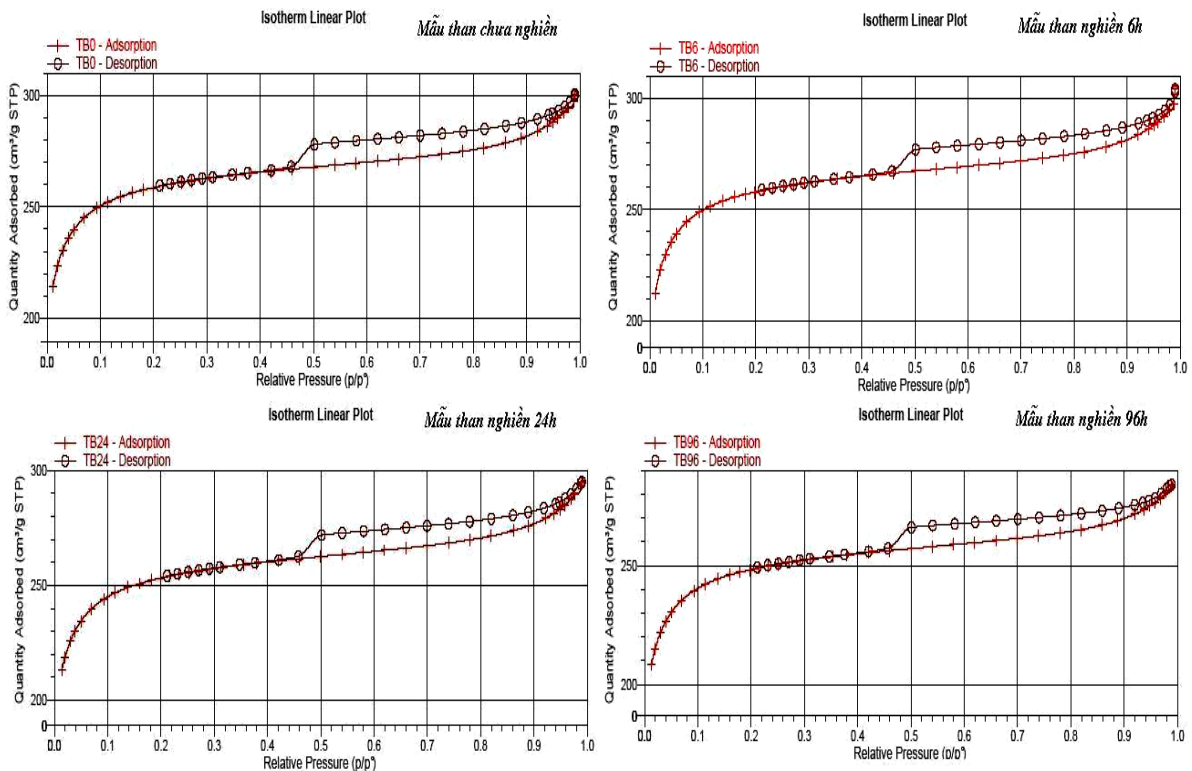 Isotherm Linear Plot
Mẫu than chưa nghiền
TB0 - Adsorption
TB0 - Desorption
Quantity Adsorbed (cm³/g STP)
300
250
200
0
0.0 0.1 0.2 0.3 0.4 0.5 0.6 0.7 0.8 0.9 1.0
Relative Pressure (p/p°)
Isotherm Linear Plot
Mẫu than nghiền 6h
TB6 - Adsorption
TB6 - Desorption
Quantity Adsorbed (cm³/g STP)
300
250
200
0
0.0 0.1 0.2 0.3 0.4 0.5 0.6 0.7 0.8 0.9 1.0
Relative Pressure (p/p°)
Isotherm Linear Plot
Mẫu than nghiền 24h
TB24 - Adsorption
TB24 - Desorption
Quantity Adsorbed (cm³/g STP)
300
250
200
0
0.0 0.1 0.2 0.3 0.4 0.5 0.6 0.7 0.8 0.9 1.0
Relative Pressure (p/p°)
Isotherm Linear Plot
Mẫu than nghiền 96h
TB96 - Adsorption
TB96 - Desorption
Quantity Adsorbed (cm³/g STP)
250
200
0
0.0 0.1 0.2 0.3 0.4 0.5 0.6 0.7 0.8 0.9 1.0
Relative Pressure (p/p°)